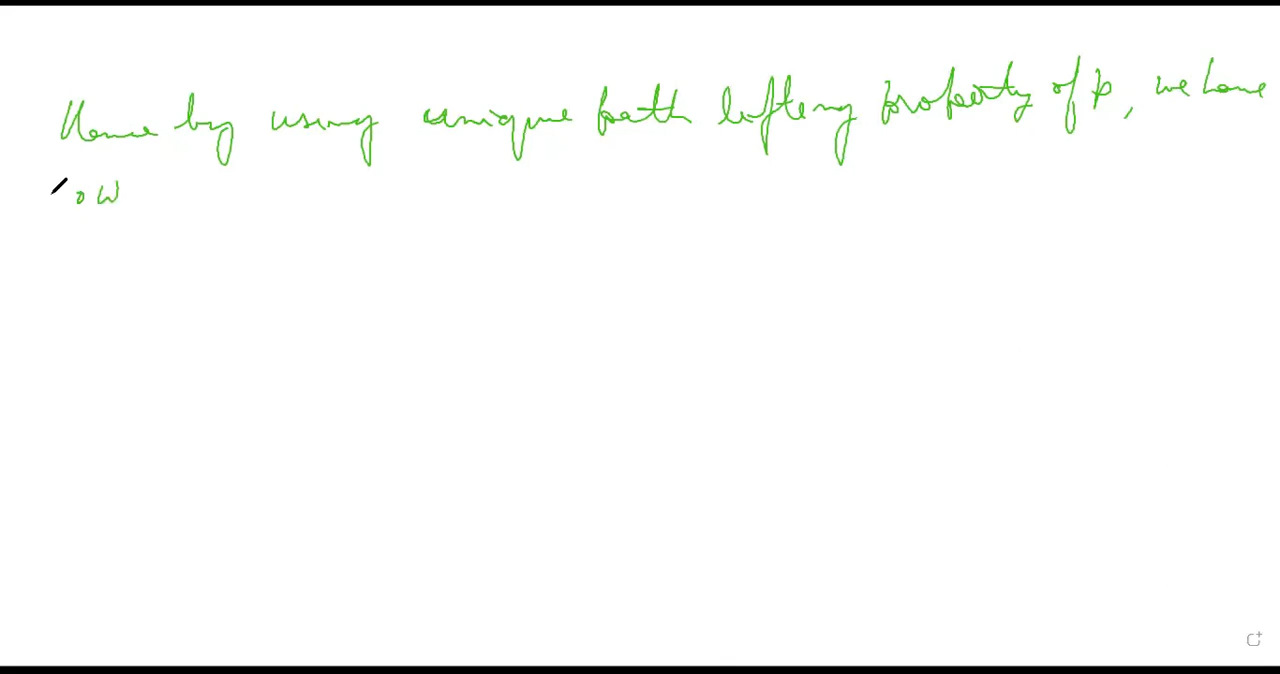 Hence by using unique path lifting property of p, we have
∘ ω